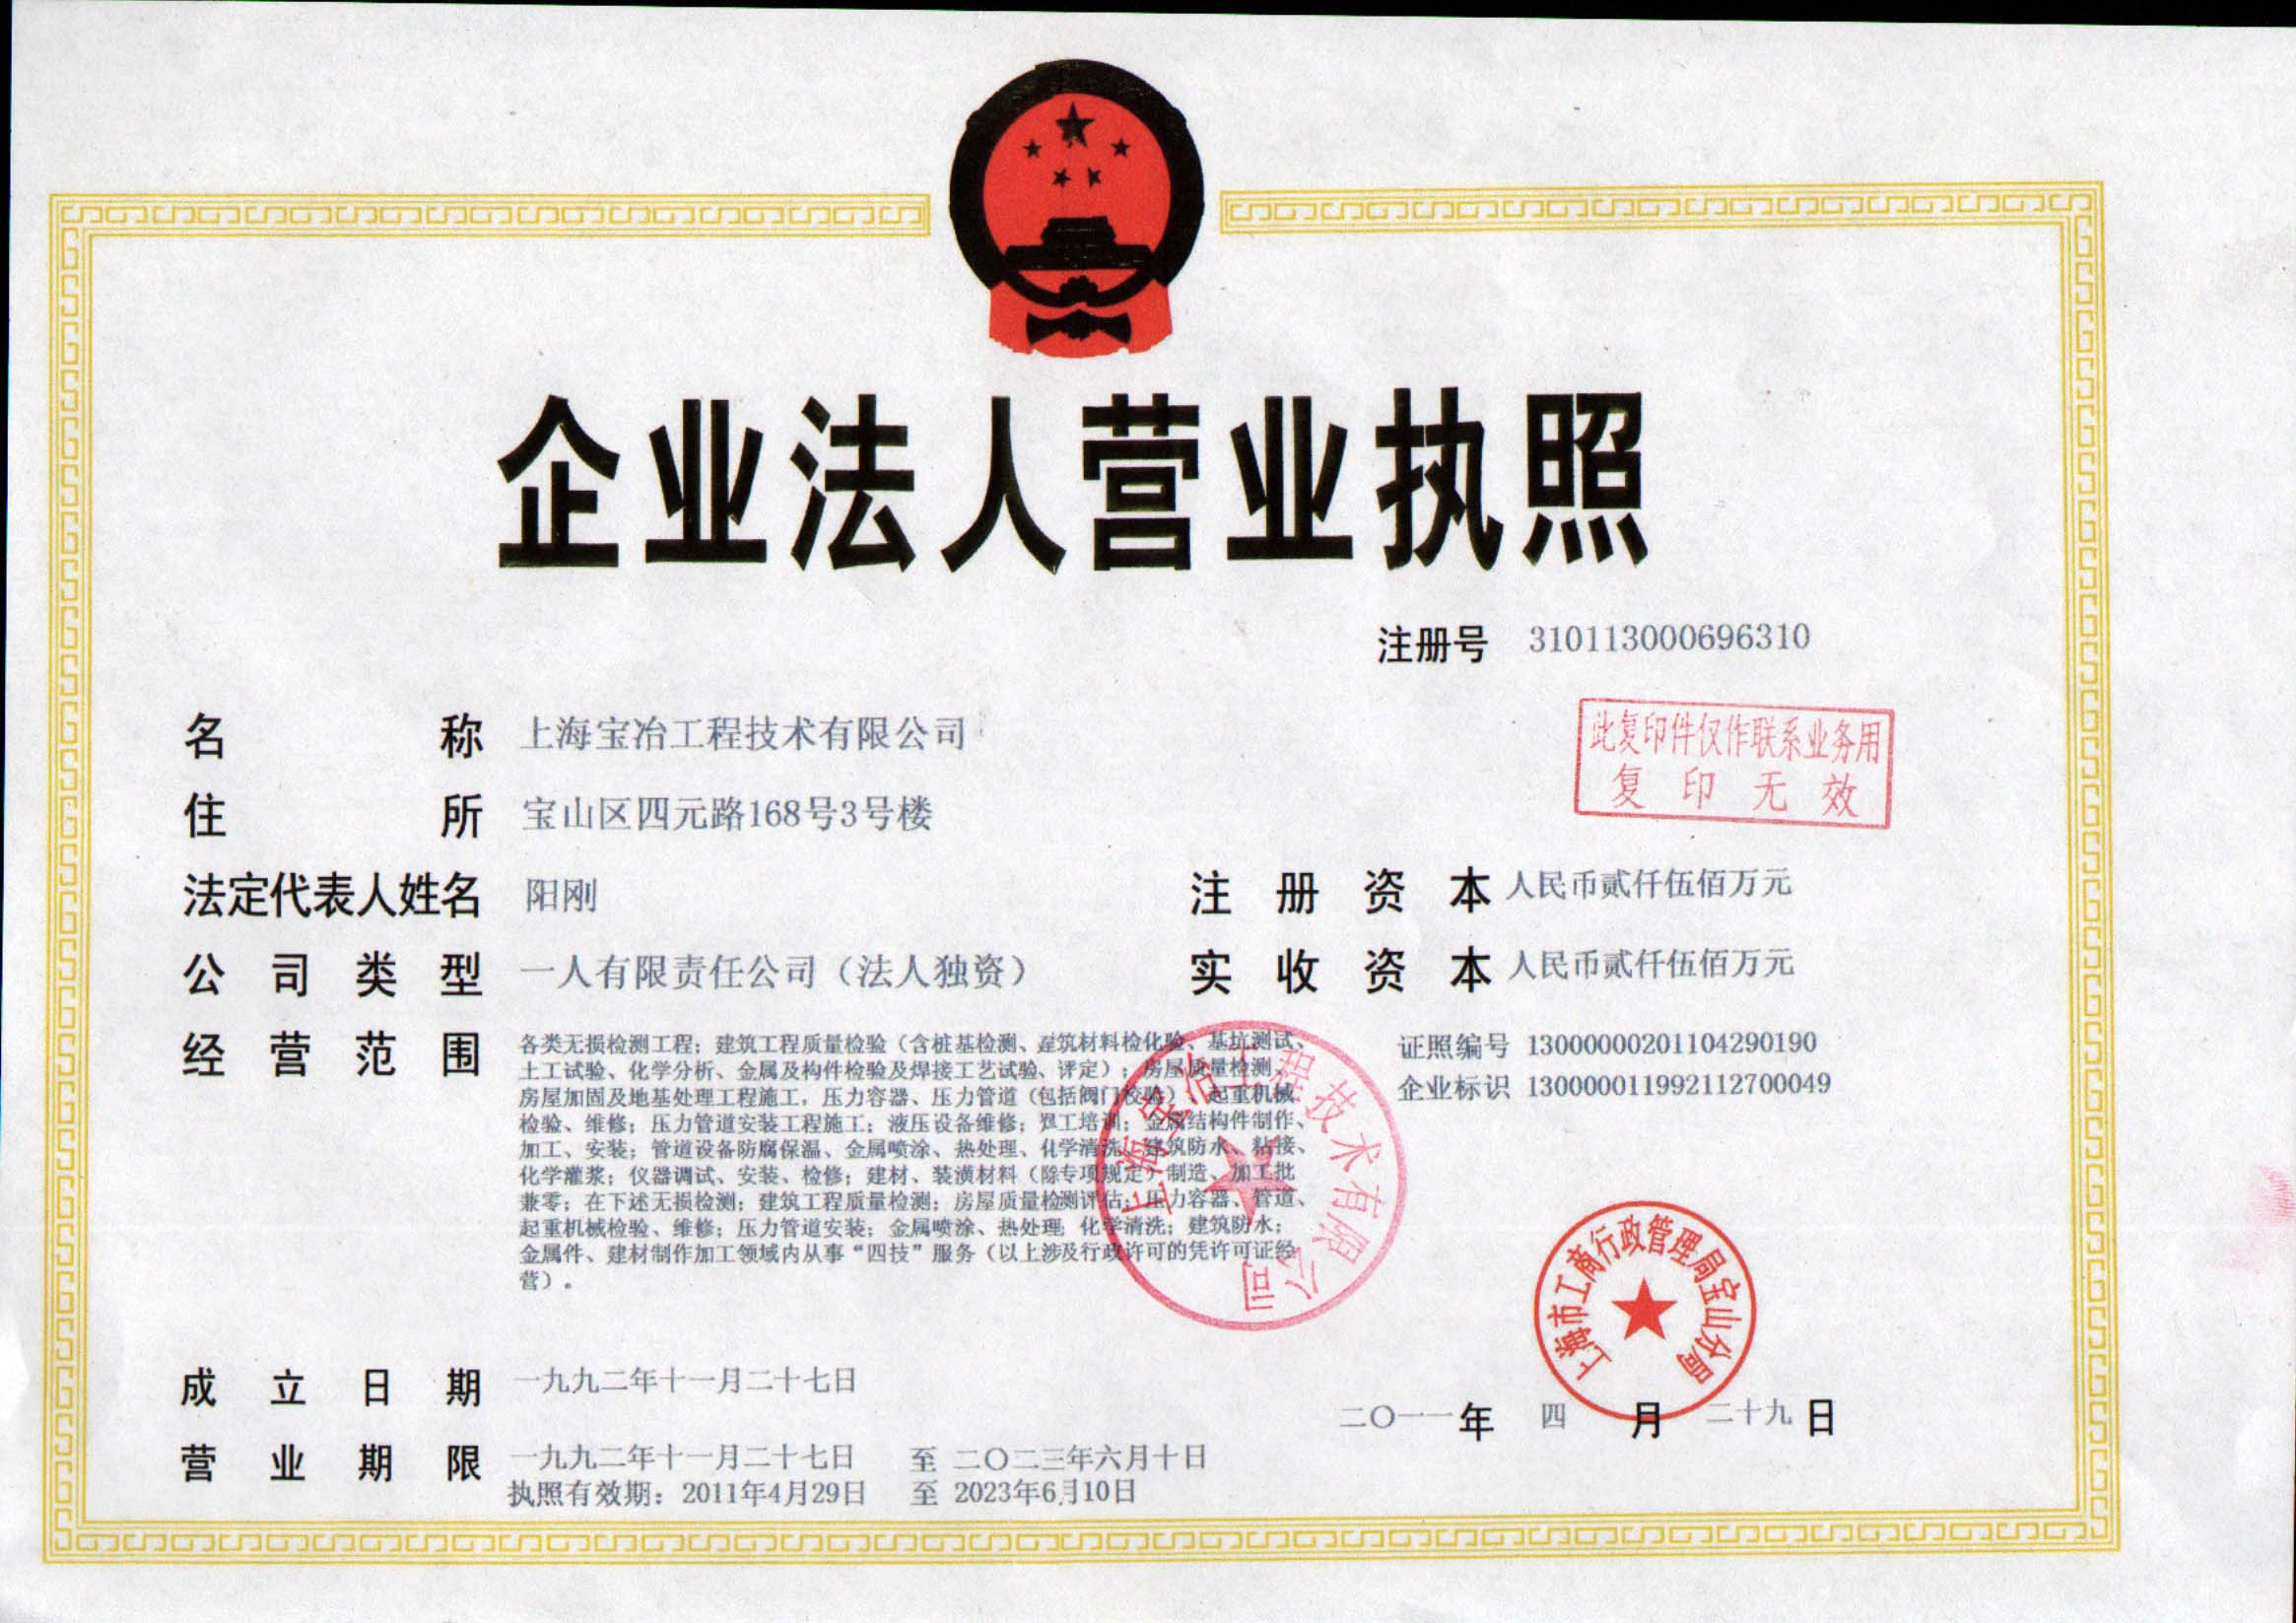 企业法人营业执照
注册号 310113000696310
此复印件仅作联系业务用
复印无效
名称 上海宝冶工程技术有限公司
住所 宝山区四元路168号3号楼
法定代表人姓名 阳刚
注册资本 人民币贰仟伍佰万元
公司类型 一人有限责任公司（法人独资）
实收资本 人民币贰仟伍佰万元
经营范围 各类无损检测工程；建筑工程质量检验（含桩基检测、建筑材料检化验、基坑测试、
土工试验、化学分析、金属及构件检验及焊接工艺试验、评定）；房屋质量检测、
房屋加固及地基处理工程施工，压力容器、压力管道（包括阀门校验）、起重机械
检验、维修；压力管道安装工程施工；液压设备维修；焊工培训；金属结构件制作、
加工、安装；管道设备防腐保温、金属喷涂、热处理、化学清洗、建筑防水、粘接、
化学灌浆；仪器调试、安装、检修；建材、装潢材料（除专项规定）制造、加工批
兼零；在下述无损检测；建筑工程质量检测；房屋质量检测评估；压力容器、管道、
起重机械检验、维修；压力管道安装；金属喷涂、热处理 化学清洗；建筑防水；
金属件、建材制作加工领域内从事“四技”服务（以上涉及行政许可的凭许可证经
营）。
证照编号 13000000201104290190
企业标识 130000011992112700049
上海宝冶工程技术有限公司
上海市工商行政管理局宝山分局
成立日期 一九九二年十一月二十七日
二〇一一年 四月 二十九日
营业期限 一九九二年十一月二十七日 至 二〇二三年六月十日
执照有效期：2011年4月29日 至 2023年6月10日